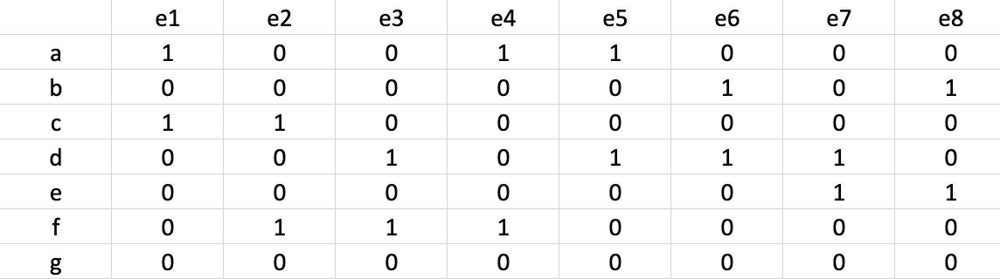 e1 e2 e3 e4 e5 e6 e7 e8
a 1 0 0 1 1 0 0 0
b 0 0 0 0 0 1 0 1
c 1 1 0 0 0 0 0 0
d 0 0 1 0 1 1 1 0
e 0 0 0 0 0 0 1 1
f 0 1 1 1 0 0 0 0
g 0 0 0 0 0 0 0 0